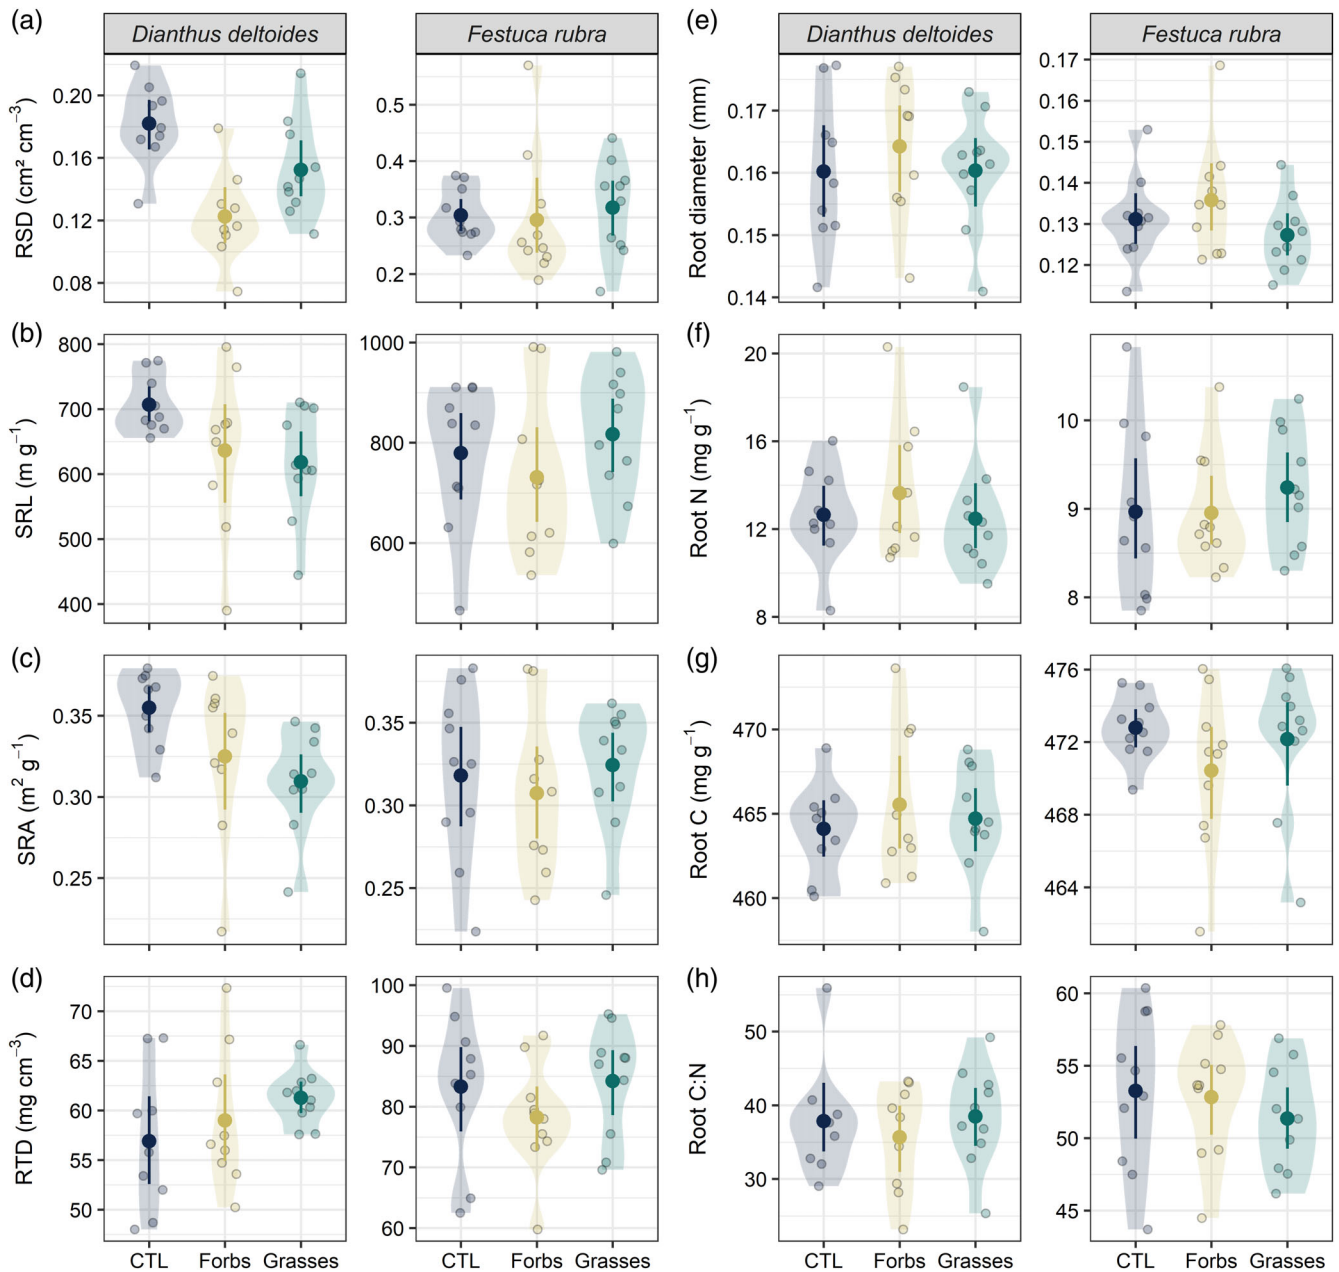 (a)
Dianthus deltoides
Festuca rubra
RSD (cm² cm⁻³)
0.20
0.16
0.12
0.08
0.5
0.4
0.3
0.2
(e)
Dianthus deltoides
Festuca rubra
Root diameter (mm)
0.17
0.16
0.15
0.14
0.17
0.16
0.15
0.14
0.13
0.12
(b)
SRL (m g⁻¹)
800
700
600
500
400
1000
800
600
(f)
Root N (mg g⁻¹)
20
16
12
8
10
9
8
(c)
SRA (m² g⁻¹)
0.35
0.30
0.25
0.35
0.30
0.25
(g)
Root C (mg g⁻¹)
470
465
460
476
472
468
464
(d)
RTD (mg cm⁻³)
70
65
60
55
50
100
90
80
70
60
(h)
Root C:N
50
40
30
60
55
50
45
CTL Forbs Grasses
CTL Forbs Grasses
CTL Forbs Grasses
CTL Forbs Grasses